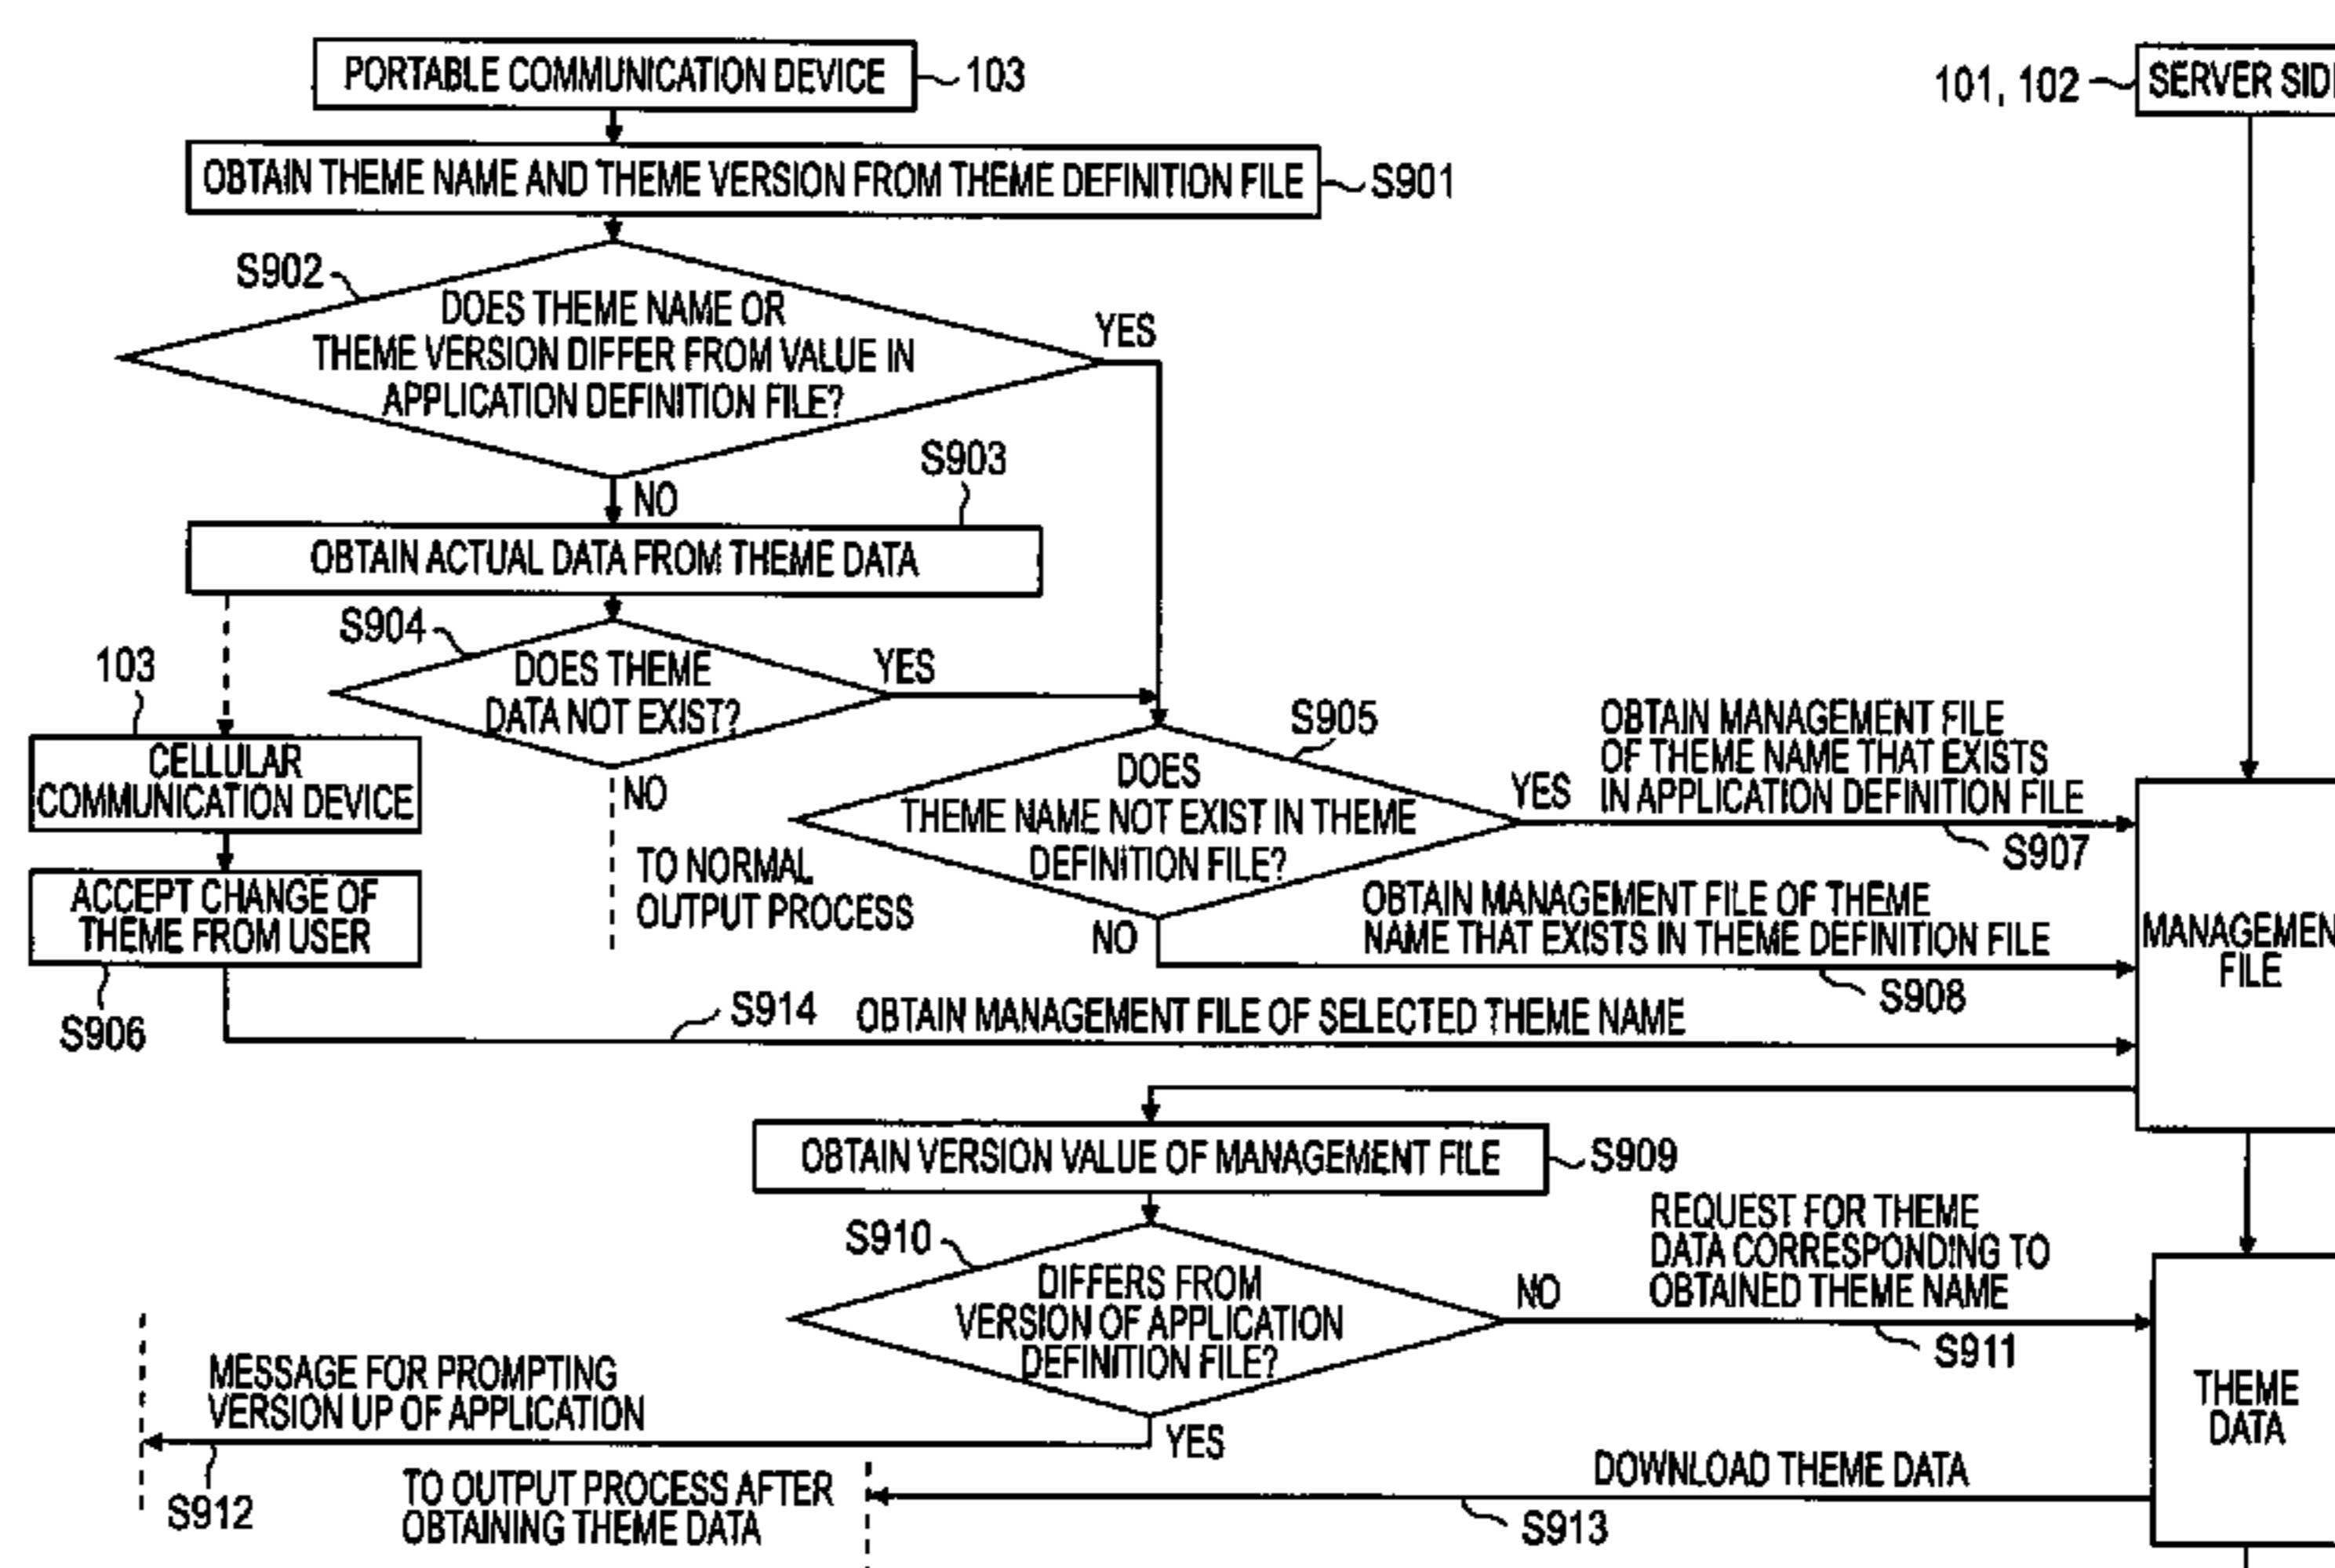 PORTABLE COMMUNICATION DEVICE
103
101, 102
SERVER SIDE
OBTAIN THEME NAME AND THEME VERSION FROM THEME DEFINITION FILE
S901
S902
DOES THEME NAME OR
THEME VERSION DIFFER FROM VALUE IN
APPLICATION DEFINITION FILE?
YES
NO
S903
OBTAIN ACTUAL DATA FROM THEME DATA
S904
DOES THEME
DATA NOT EXIST?
YES
NO
TO NORMAL
OUTPUT PROCESS
103
CELLULAR
COMMUNICATION DEVICE
ACCEPT CHANGE OF
THEME FROM USER
S906
S905
DOES
THEME NAME NOT EXIST IN THEME
DEFINITION FILE?
YES
OBTAIN MANAGEMENT FILE
OF THEME NAME THAT EXISTS
IN APPLICATION DEFINITION FILE
S907
NO
OBTAIN MANAGEMENT FILE OF THEME
NAME THAT EXISTS IN THEME DEFINITION FILE
S908
MANAGEMEN
FILE
S914
OBTAIN MANAGEMENT FILE OF SELECTED THEME NAME
OBTAIN VERSION VALUE OF MANAGEMENT FILE
S909
S910
DIFFERS FROM
VERSION OF APPLICATION
DEFINITION FILE?
NO
REQUEST FOR THEME
DATA CORRESPONDING TO
OBTAINED THEME NAME
S911
THEME
DATA
YES
MESSAGE FOR PROMPTING
VERSION UP OF APPLICATION
S912
TO OUTPUT PROCESS AFTER
OBTAINING THEME DATA
DOWNLOAD THEME DATA
S913